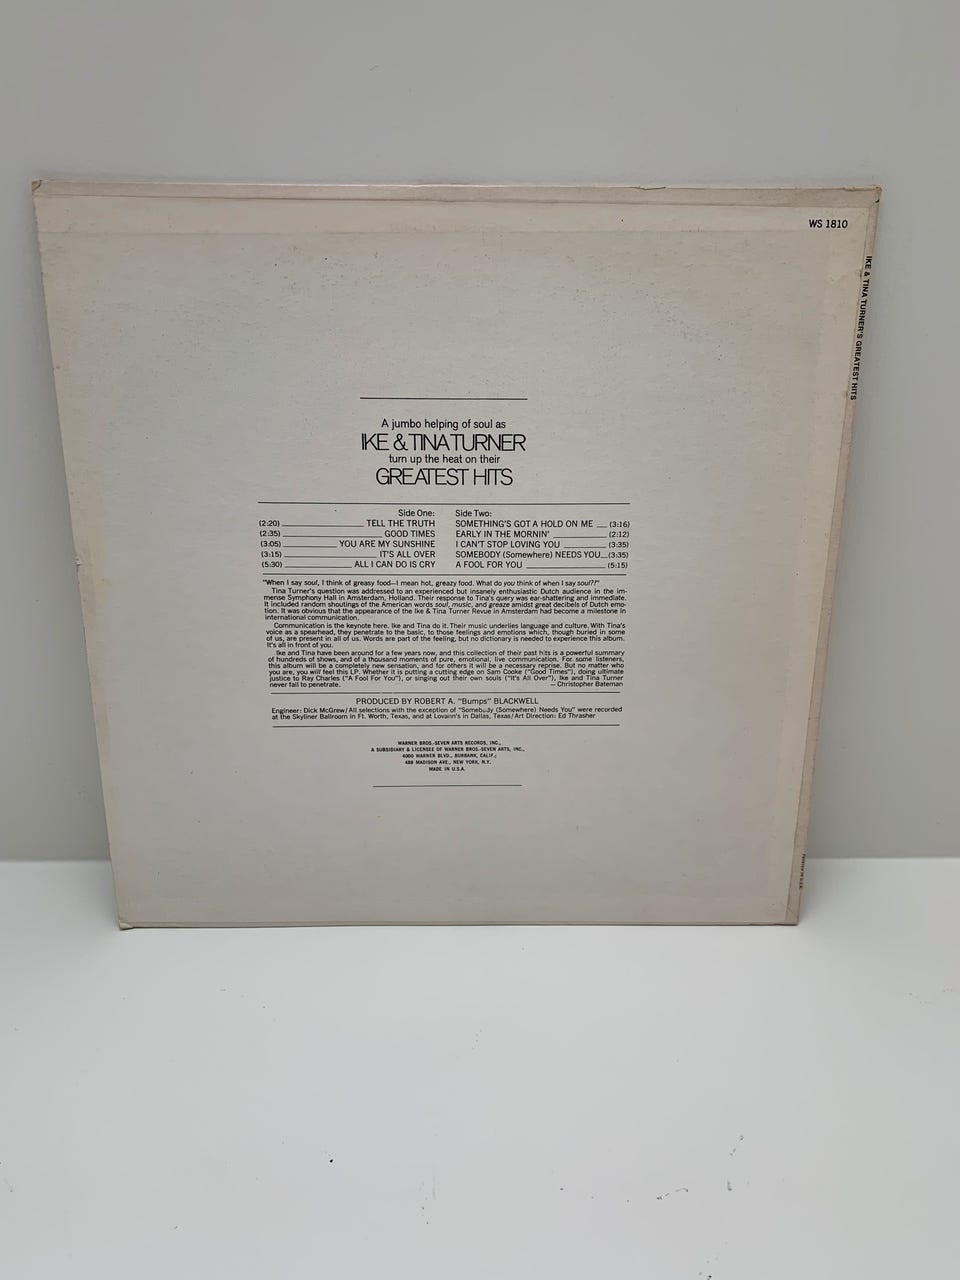 WS 1810
IKE & TINA TURNER'S GREATEST HITS
A jumbo helping of soul as
IKE & TINA TURNER
turn up the heat on their
GREATEST HITS
Side One:
(2:20) TELL THE TRUTH
(2:35) GOOD TIMES
(3:05) YOU ARE MY SUNSHINE
(3:15) IT'S ALL OVER
(5:30) ALL I CAN DO IS CRY
Side Two:
SOMETHING'S GOT A HOLD ON ME (3:16)
EARLY IN THE MORNIN' (2:12)
I CAN'T STOP LOVING YOU (3:35)
SOMEBODY (Somewhere) NEEDS YOU (3:35)
A FOOL FOR YOU (5:15)
"When I say soul, I think of greasy food—I mean hot, greazy food. What do you think of when I say soul?!"
Tina Turner's question was addressed to an experienced but insanely enthusiastic Dutch audience in the im-
mense Symphony Hall in Amsterdam, Holland. Their response to Tina's query was ear-shattering and immediate.
It included random shoutings of the American words soul, music, and greaze amidst great decibels of Dutch emo-
tion. It was obvious that the appearance of the Ike & Tina Turner Revue in Amsterdam had become a milestone in
international communication.
Communication is the keynote here. Ike and Tina do it. Their music underlies language and culture. With Tina's
voice as a spearhead, they penetrate to the basic, to those feelings and emotions which, though buried in some
of us, are present in all of us. Words are part of the feeling, but no dictionary is needed to experience this album.
It's all in front of you.
Ike and Tina have been around for a few years now, and this collection of their past hits is a powerful summary
of hundreds of shows, and of a thousand moments of pure, emotional, live communication. For some listeners,
this album will be a completely new sensation, and for others it will be a necessary reprise. But no matter who
you are, you will feel this LP. Whether it is putting a cutting edge on Sam Cooke ("Good Times"), doing ultimate
justice to Ray Charles ("A Fool For You"), or singing out their own souls ("It's All Over"), Ike and Tina Turner
never fail to penetrate. — Christopher Bateman
PRODUCED BY ROBERT A. "Bumps" BLACKWELL
Engineer: Dick McGrew/All selections with the exception of "Somebody (Somewhere) Needs You" were recorded
at the Skyliner Ballroom in Ft. Worth, Texas, and at Lovann's in Dallas, Texas/Art Direction: Ed Thrasher
WARNER BROS.-SEVEN ARTS RECORDS, INC.,
A SUBSIDIARY & LICENSEE OF WARNER BROS.-SEVEN ARTS, INC.,
4000 WARNER BLVD., BURBANK, CALIF.;
488 MADISON AVE., NEW YORK, N.Y.
MADE IN U.S.A.